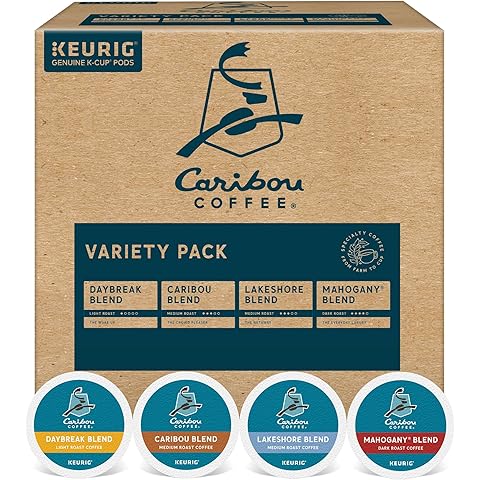 KEURIG®
GENUINE K-CUP® PODS
Caribou
COFFEE®
VARIETY PACK
SPECIALTY COFFEE
FROM FARM TO CUP
DAYBREAK BLEND
LIGHT ROAST
THE WAKE UP
CARIBOU BLEND
MEDIUM ROAST
THE CROWD PLEASER
LAKESHORE BLEND
MEDIUM ROAST
THE GETAWAY
MAHOGANY® BLEND
DARK ROAST
THE EVERYDAY LUXURY
Caribou
COFFEE
DAYBREAK BLEND
LIGHT ROAST COFFEE
KEURIG
Caribou
COFFEE
CARIBOU BLEND
MEDIUM ROAST COFFEE
KEURIG
Caribou
COFFEE
LAKESHORE BLEND
MEDIUM ROAST COFFEE
KEURIG
Caribou
COFFEE
MAHOGANY® BLEND
DARK ROAST COFFEE
KEURIG